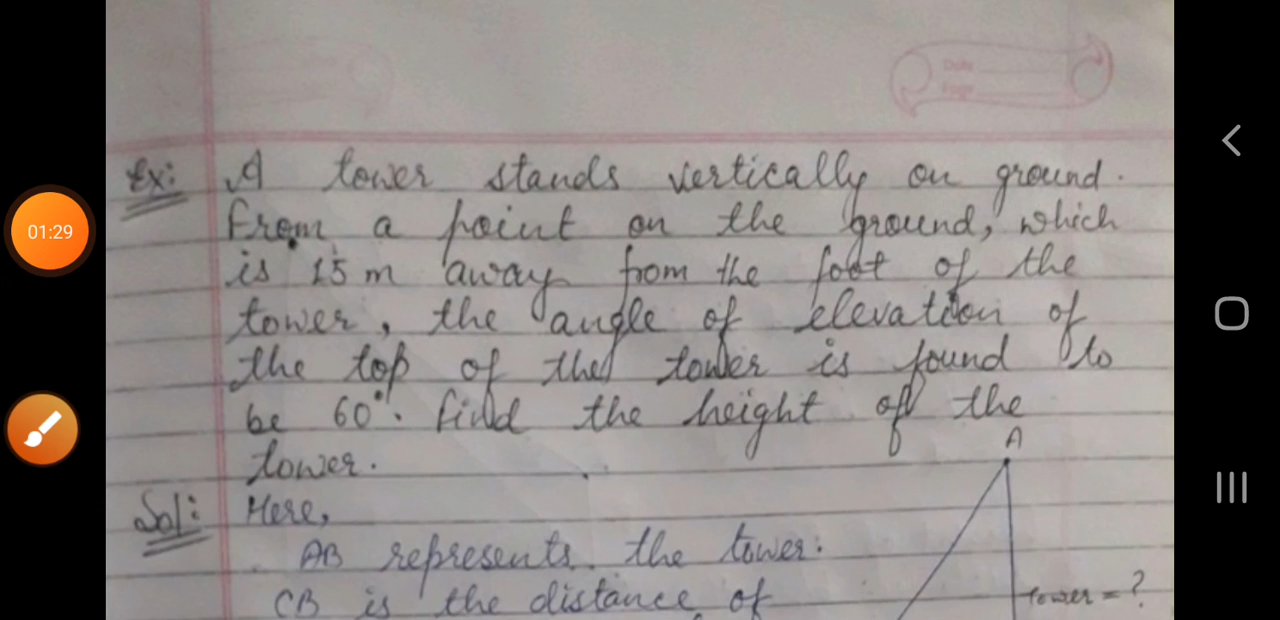 01:29
Date
Page
Ex: A tower stands vertically on ground.
From a point on the ground, which
is 15 m away from the foot of the
tower, the angle of elevation of
the top of the tower is found to
be 60°. find the height of the
tower.
A
Sol: Here,
AB represents the tower.
CB is the distance of
tower = ?